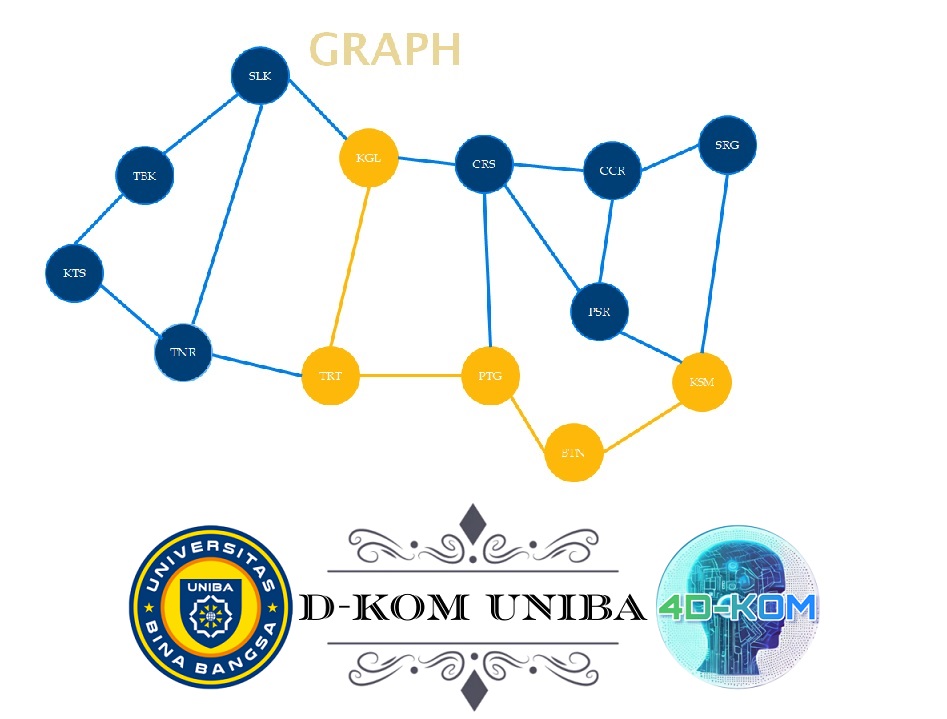 GRAPH
SLK
KGL
CRS
CCR
SRG
TBK
KTS
PSR
TNR
TRT
PTG
KSM
BTN
UNIVERSITAS
UNIBA
BINA BANGSA
D-KOM UNIBA
4D-KOM